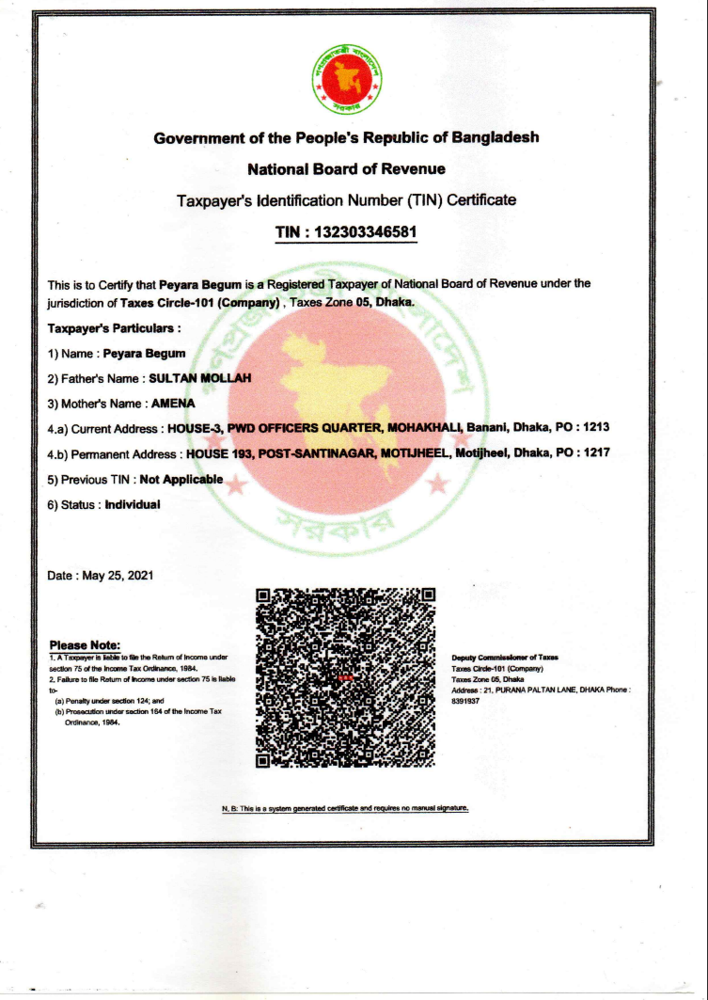 গণপ্রজাতন্ত্রী বাংলাদেশ
সরকার
Government of the People's Republic of Bangladesh
National Board of Revenue
Taxpayer's Identification Number (TIN) Certificate
TIN : 132303346581
This is to Certify that Peyara Begum is a Registered Taxpayer of National Board of Revenue under the
jurisdiction of Taxes Circle-101 (Company) , Taxes Zone 05, Dhaka.
Taxpayer's Particulars :
1) Name : Peyara Begum
2) Father's Name : SULTAN MOLLAH
3) Mother's Name : AMENA
4.a) Current Address : HOUSE-3, PWD OFFICERS QUARTER, MOHAKHALI, Banani, Dhaka, PO : 1213
4.b) Permanent Address : HOUSE 193, POST-SANTINAGAR, MOTIJHEEL, Motijheel, Dhaka, PO : 1217
5) Previous TIN : Not Applicable
6) Status : Individual
গণপ্রজাতন্ত্রী বাংলাদেশ
সরকার
Date : May 25, 2021
Please Note:
1. A Taxpayer is liable to file the Return of Income under
section 75 of the Income Tax Ordinance, 1984.
2. Failure to file Return of Income under section 75 is liable
to-
(a) Penalty under section 124; and
(b) Prosecution under section 164 of the Income Tax
Ordinance, 1984.
Deputy Commissioner of Taxes
Taxes Circle-101 (Company)
Taxes Zone 05, Dhaka
Address : 21, PURANA PALTAN LANE, DHAKA Phone :
8391937
N. B: This is a system generated certificate and requires no manual signature.